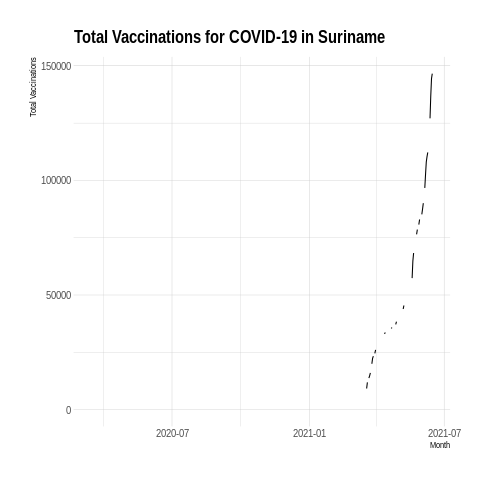 Total Vaccinations for COVID-19 in Suriname
Total Vaccinations
150000
100000
50000
0
2020-07 2021-01 2021-07
Month